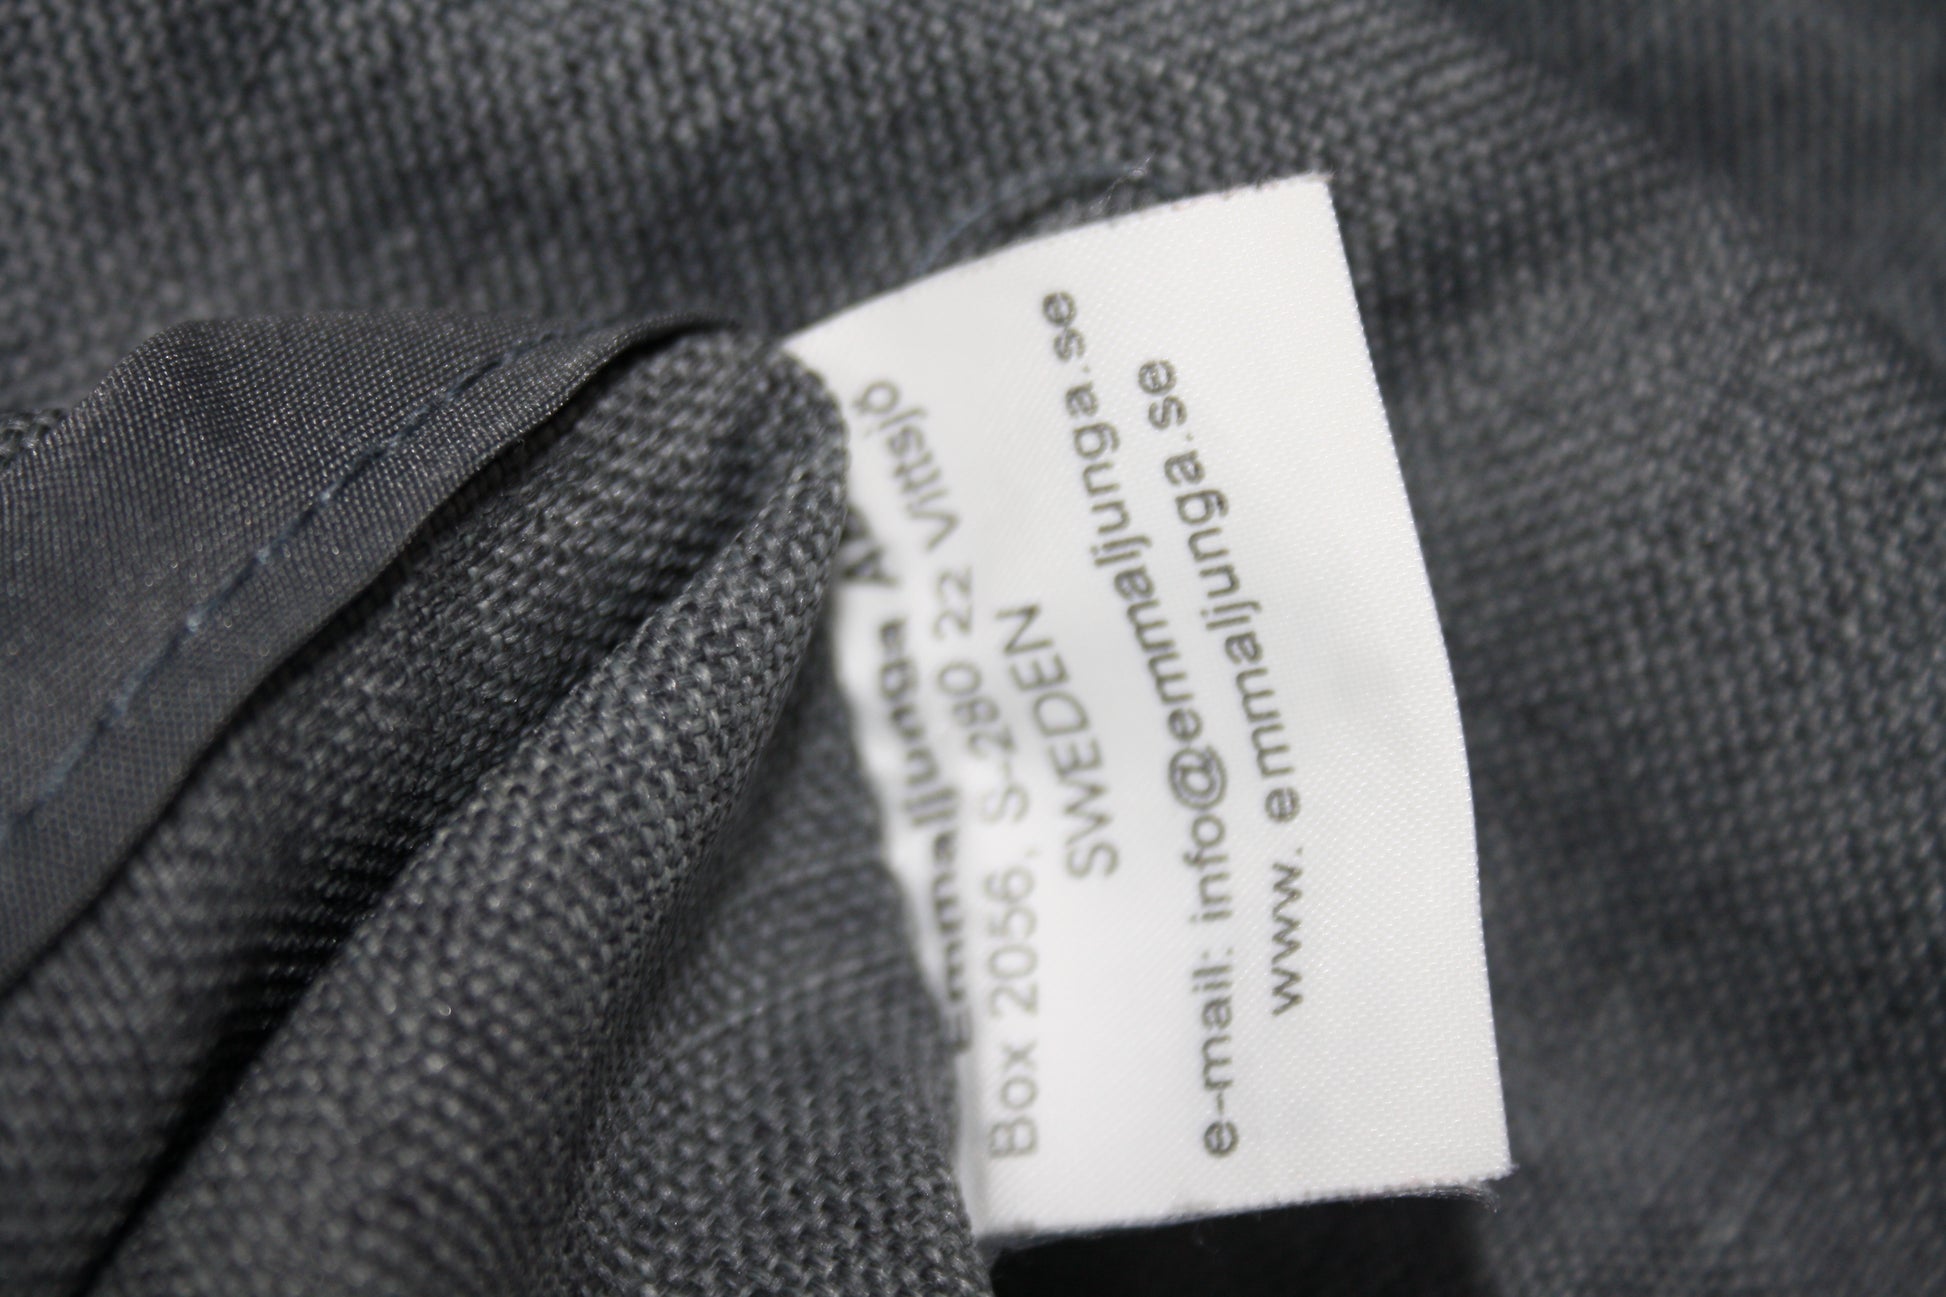 Emmaljunga AB
Box 2056, S-280 22 Vittsjö
SWEDEN
e-mail: info@emmaljunga.se
www. emmaljunga.se